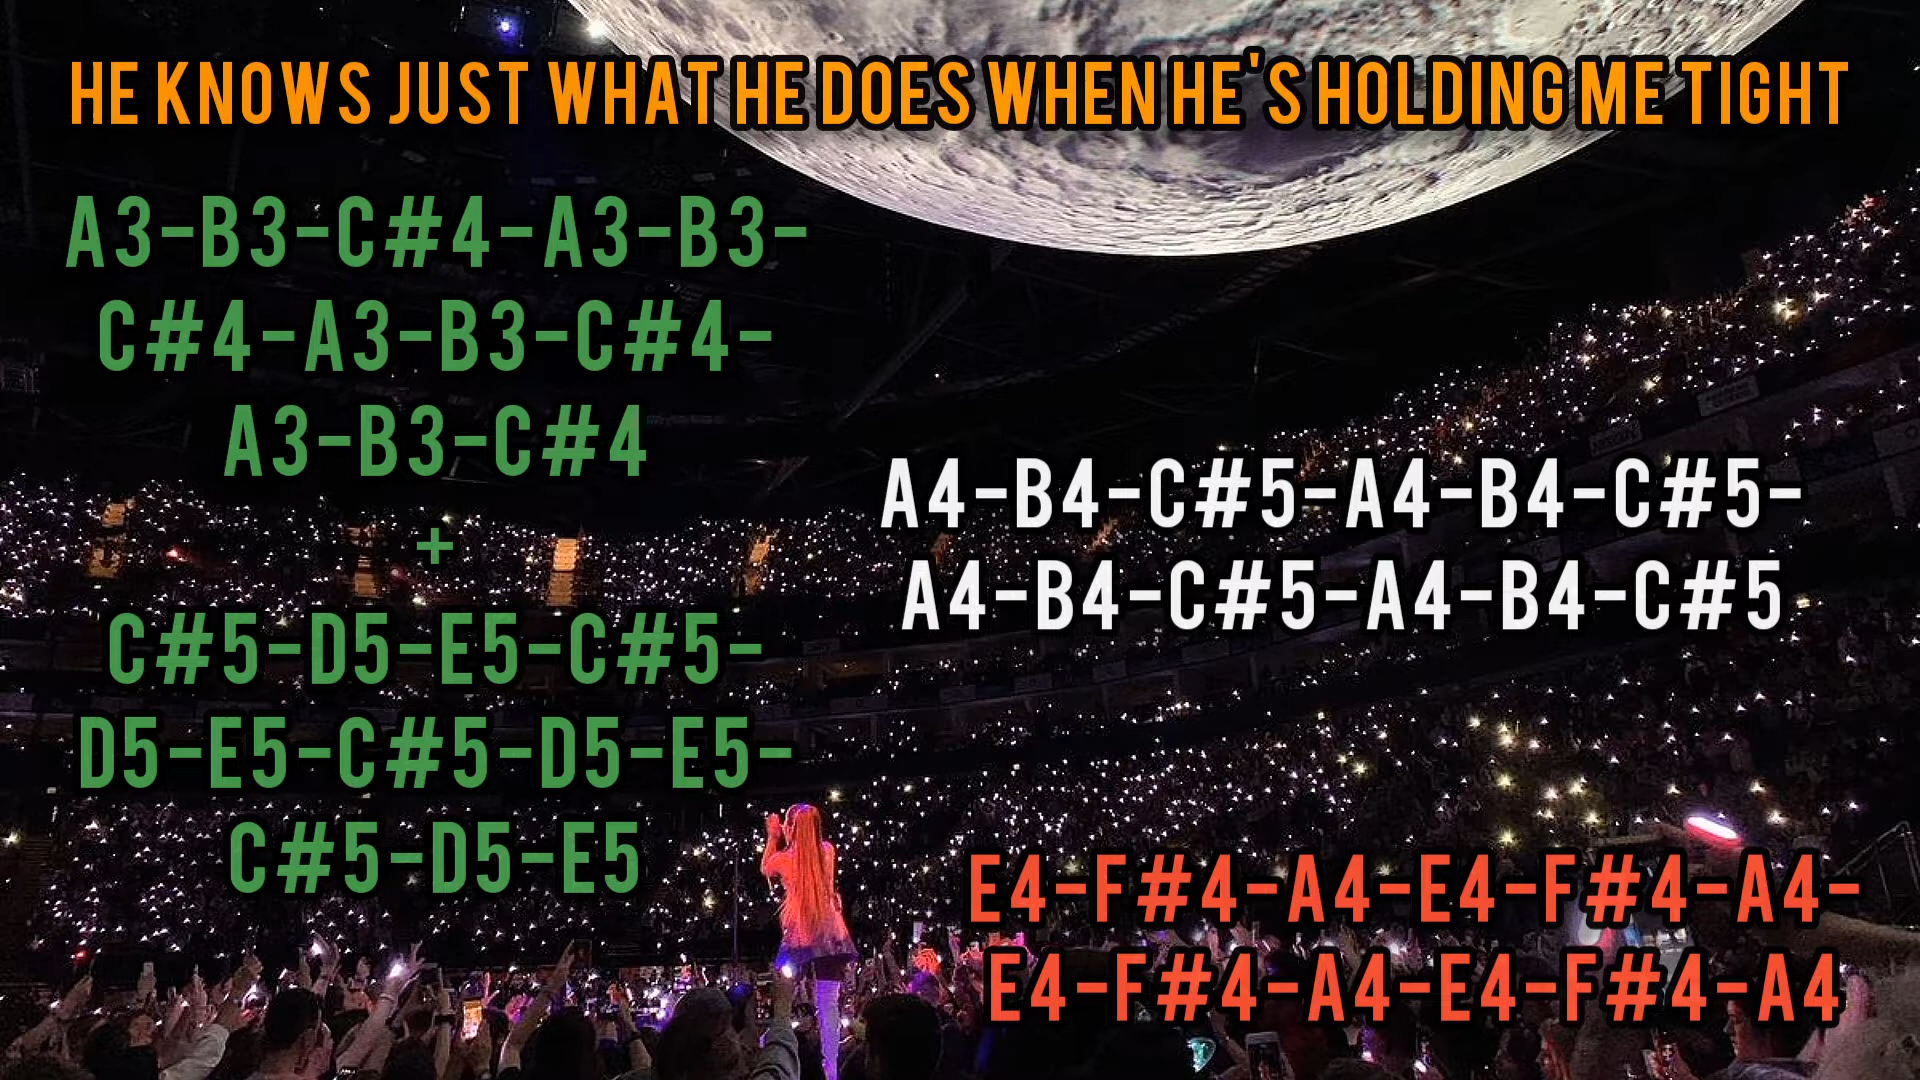 HE KNOWS JUST WHAT HE DOES WHEN HE'S HOLDING ME TIGHT
A3-B3-C#4-A3-B3-
C#4-A3-B3-C#4-
A3-B3-C#4
+
C#5-D5-E5-C#5-
D5-E5-C#5-D5-E5-
C#5-D5-E5
A4-B4-C#5-A4-B4-C#5-
A4-B4-C#5-A4-B4-C#5
E4-F#4-A4-E4-F#4-A4-
E4-F#4-A4-E4-F#4-A4